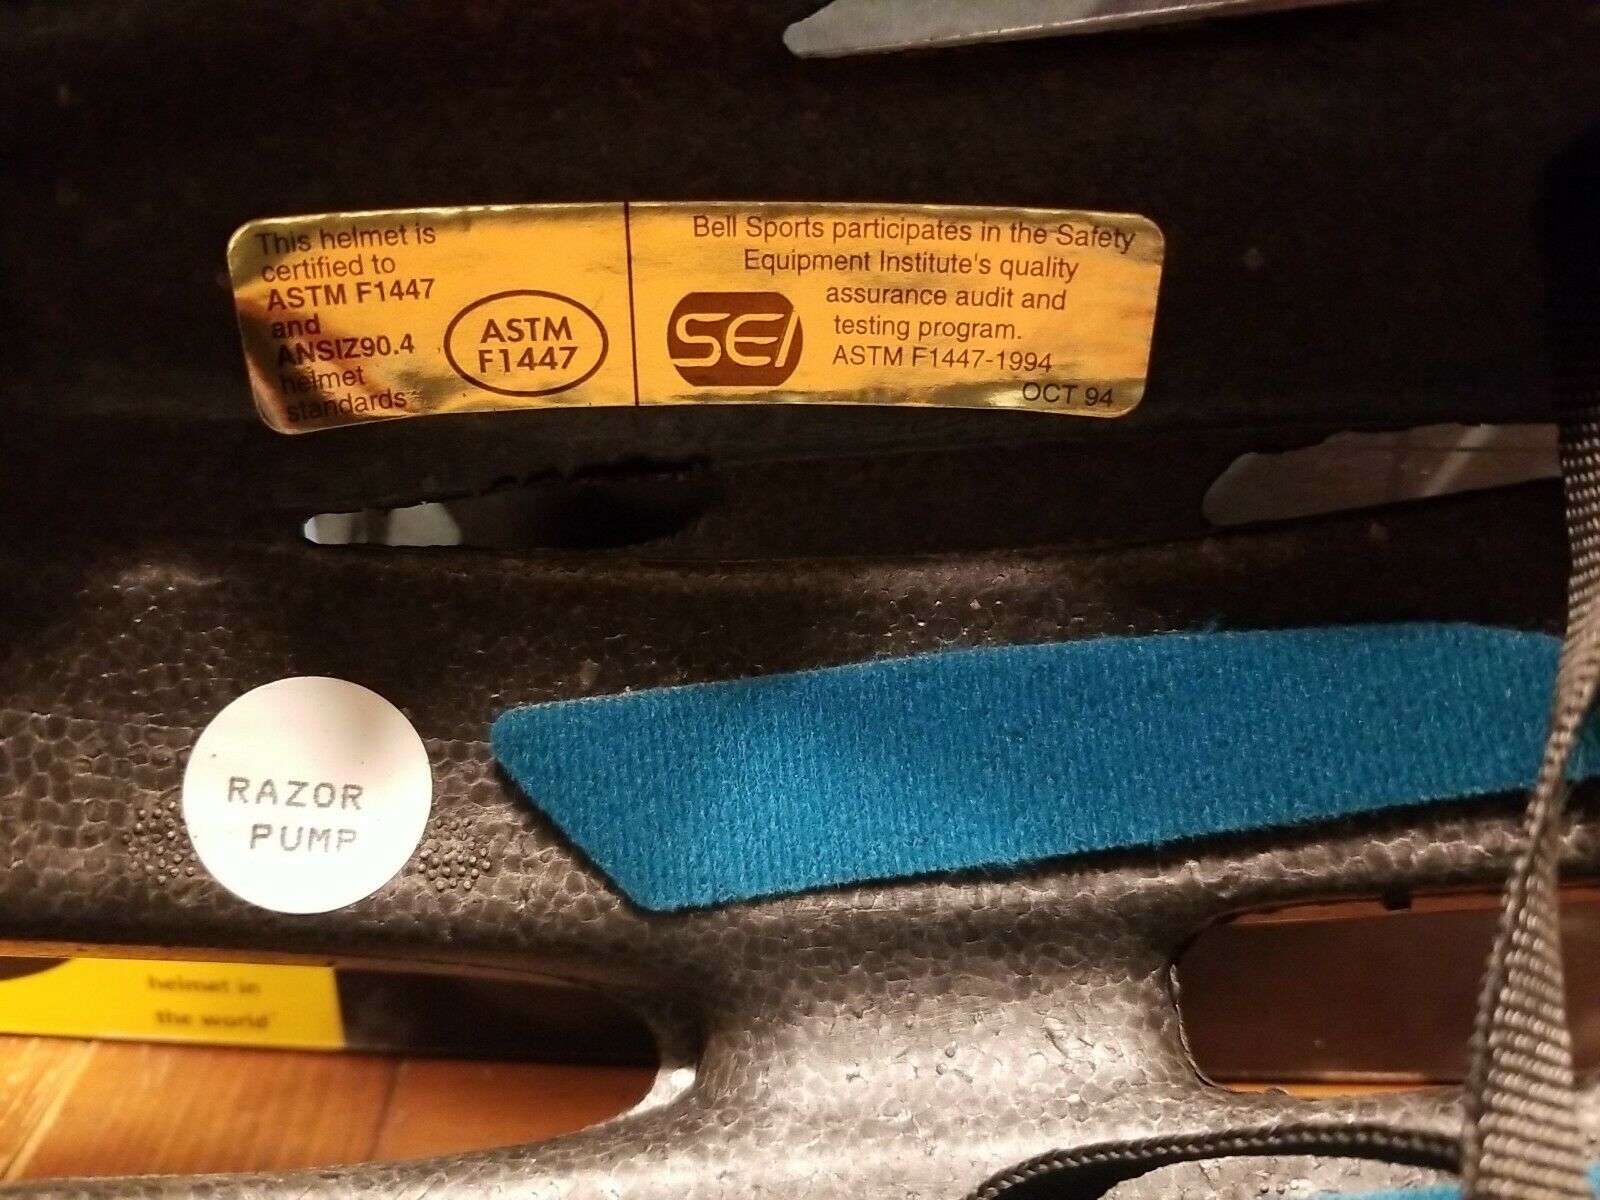 This helmet is
certified to
ASTM F1447
and
ANSIZ90.4
helmet
standards
ASTM
F1447
Bell Sports participates in the Safety
Equipment Institute's quality
assurance audit and
testing program.
ASTM F1447-1994
OCT 94
SEI
RAZOR
PUMP
helmet in
the world